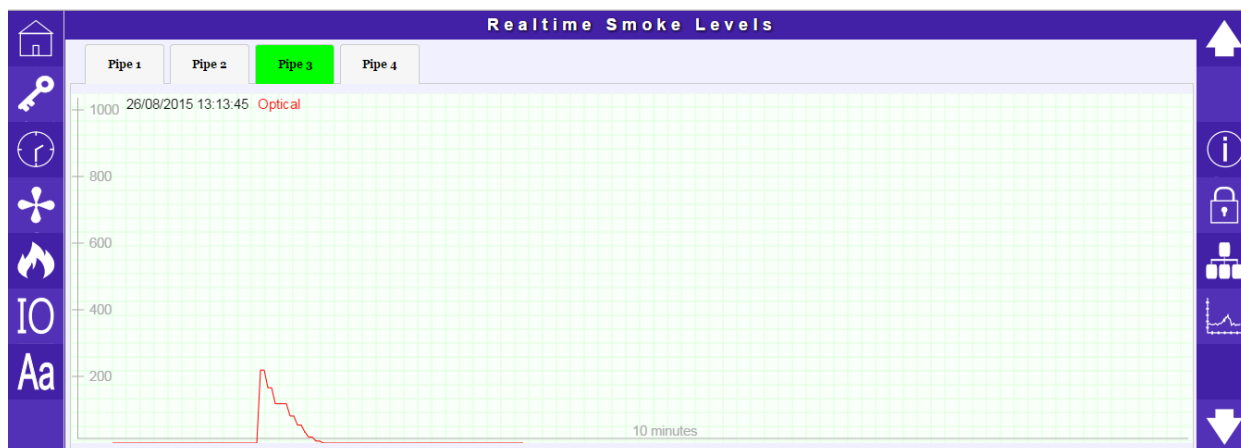 Realtime Smoke Levels
Pipe 1 Pipe 2 Pipe 3 Pipe 4
1000 26/08/2015 13:13:45 Optical
800
600
IO
400
Aa
200
10 minutes